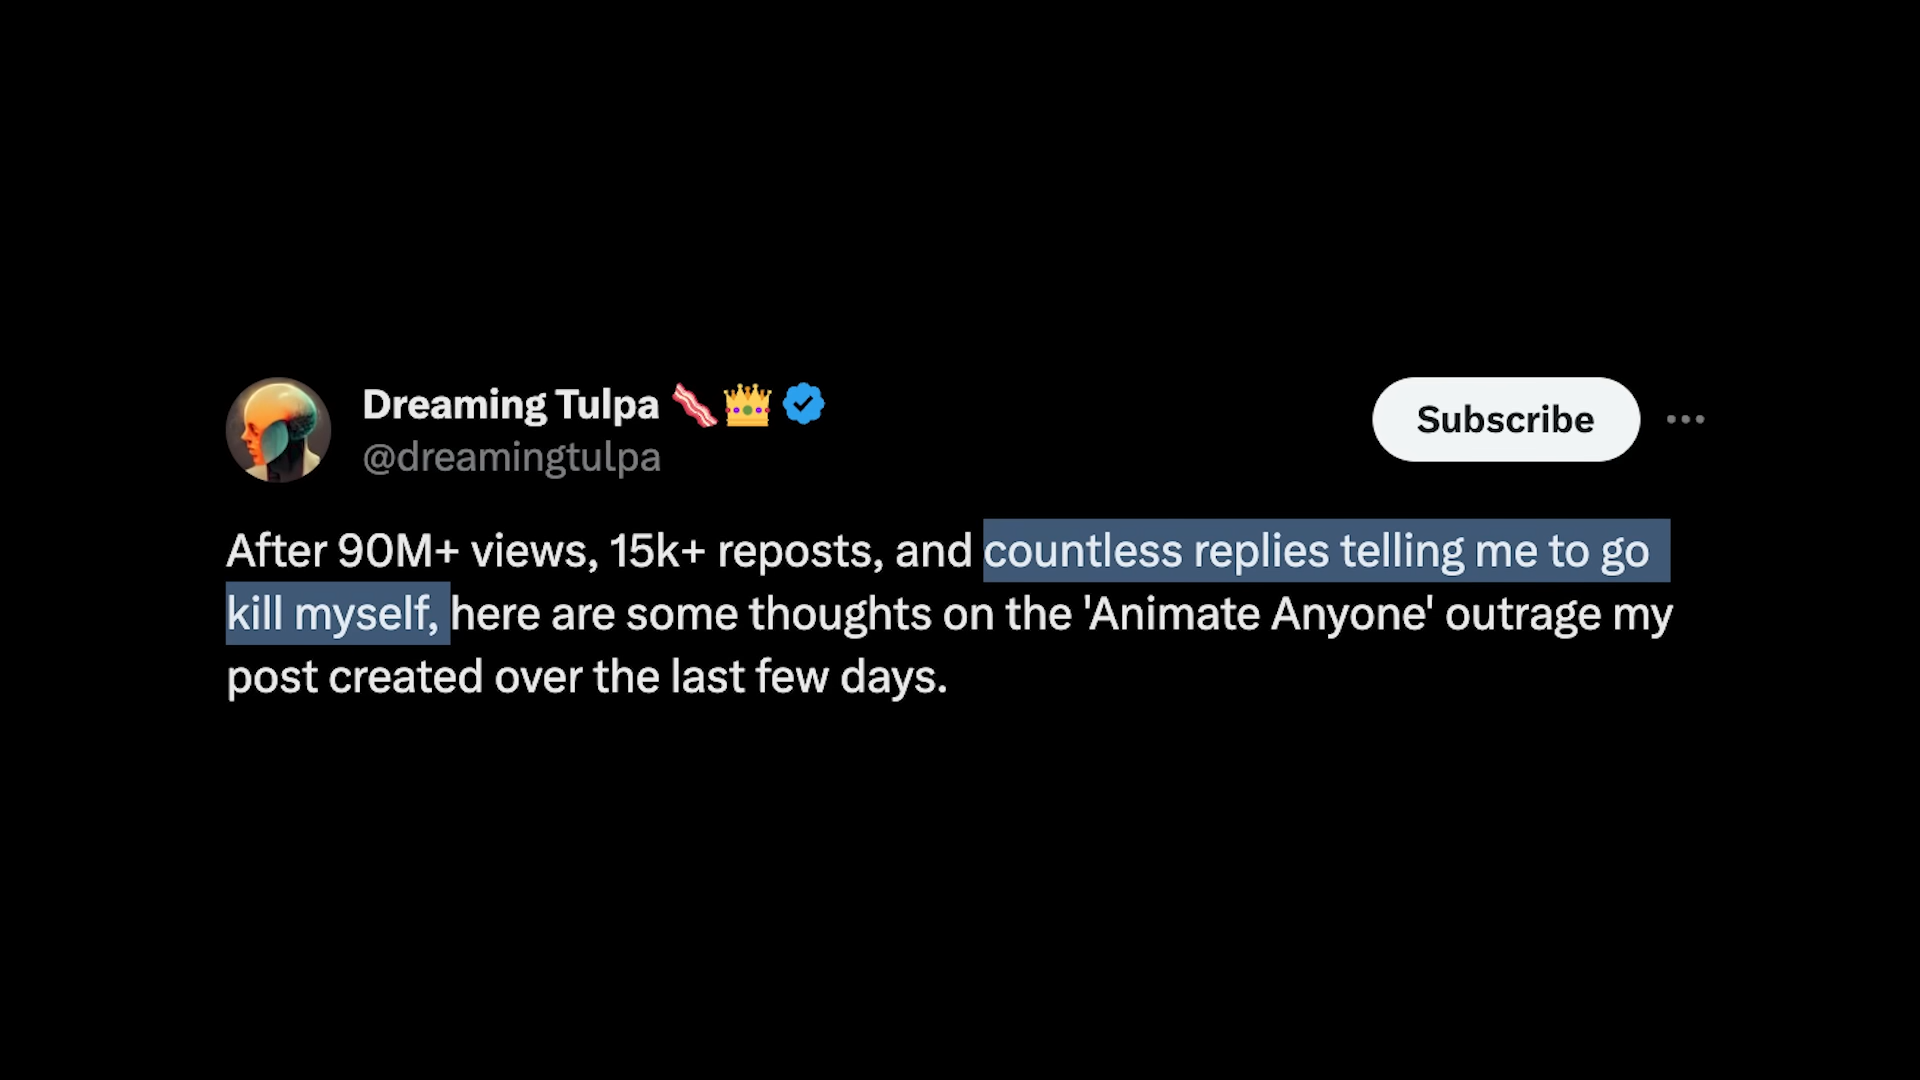 Dreaming Tulpa 🥓👑
@dreamingtulpa
Subscribe
After 90M+ views, 15k+ reposts, and countless replies telling me to go
kill myself, here are some thoughts on the 'Animate Anyone' outrage my
post created over the last few days.